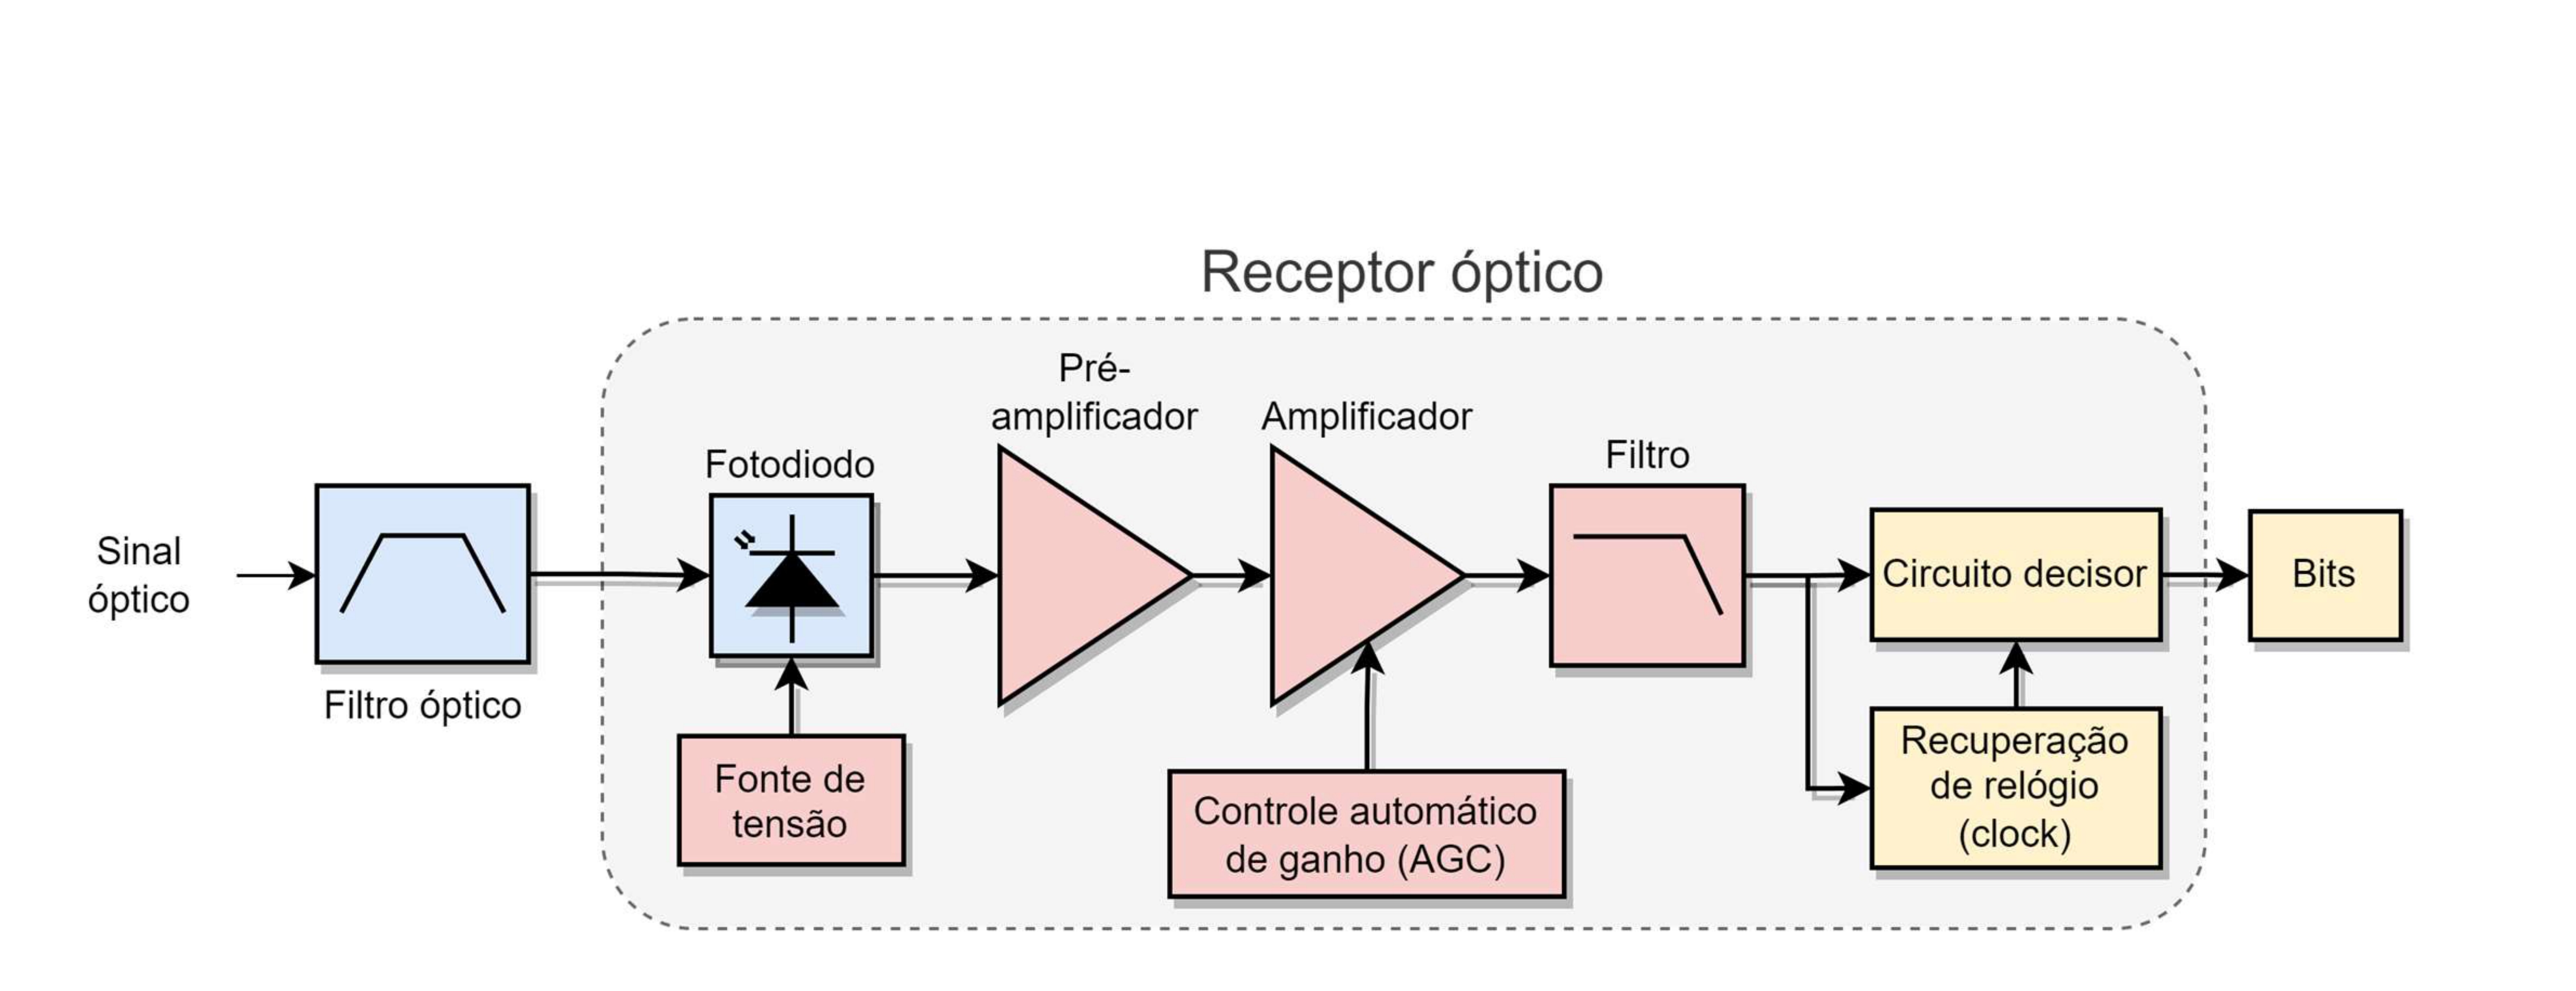 Receptor óptico
Sinal
óptico
Filtro óptico
Fotodiodo
Fonte de
tensão
Pré-
amplificador
Amplificador
Controle automático
de ganho (AGC)
Filtro
Circuito decisor
Recuperação
de relógio
(clock)
Bits